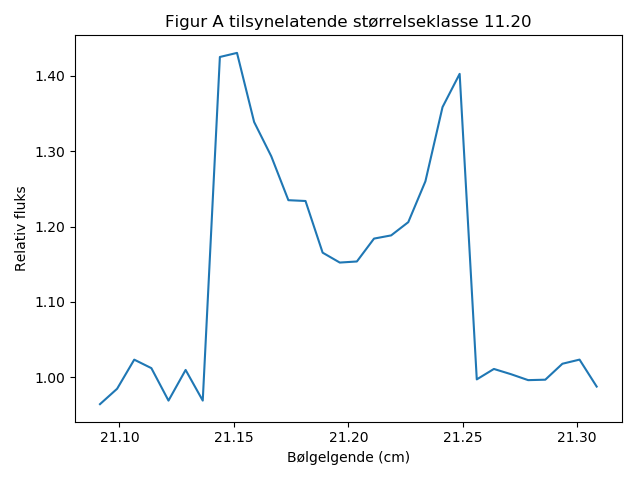 Figur A tilsynelatende størrelseklasse 11.20
1.40
1.30
1.20
1.10
1.00
Relativ fluks
21.10 21.15 21.20 21.25 21.30
Bølgelgende (cm)